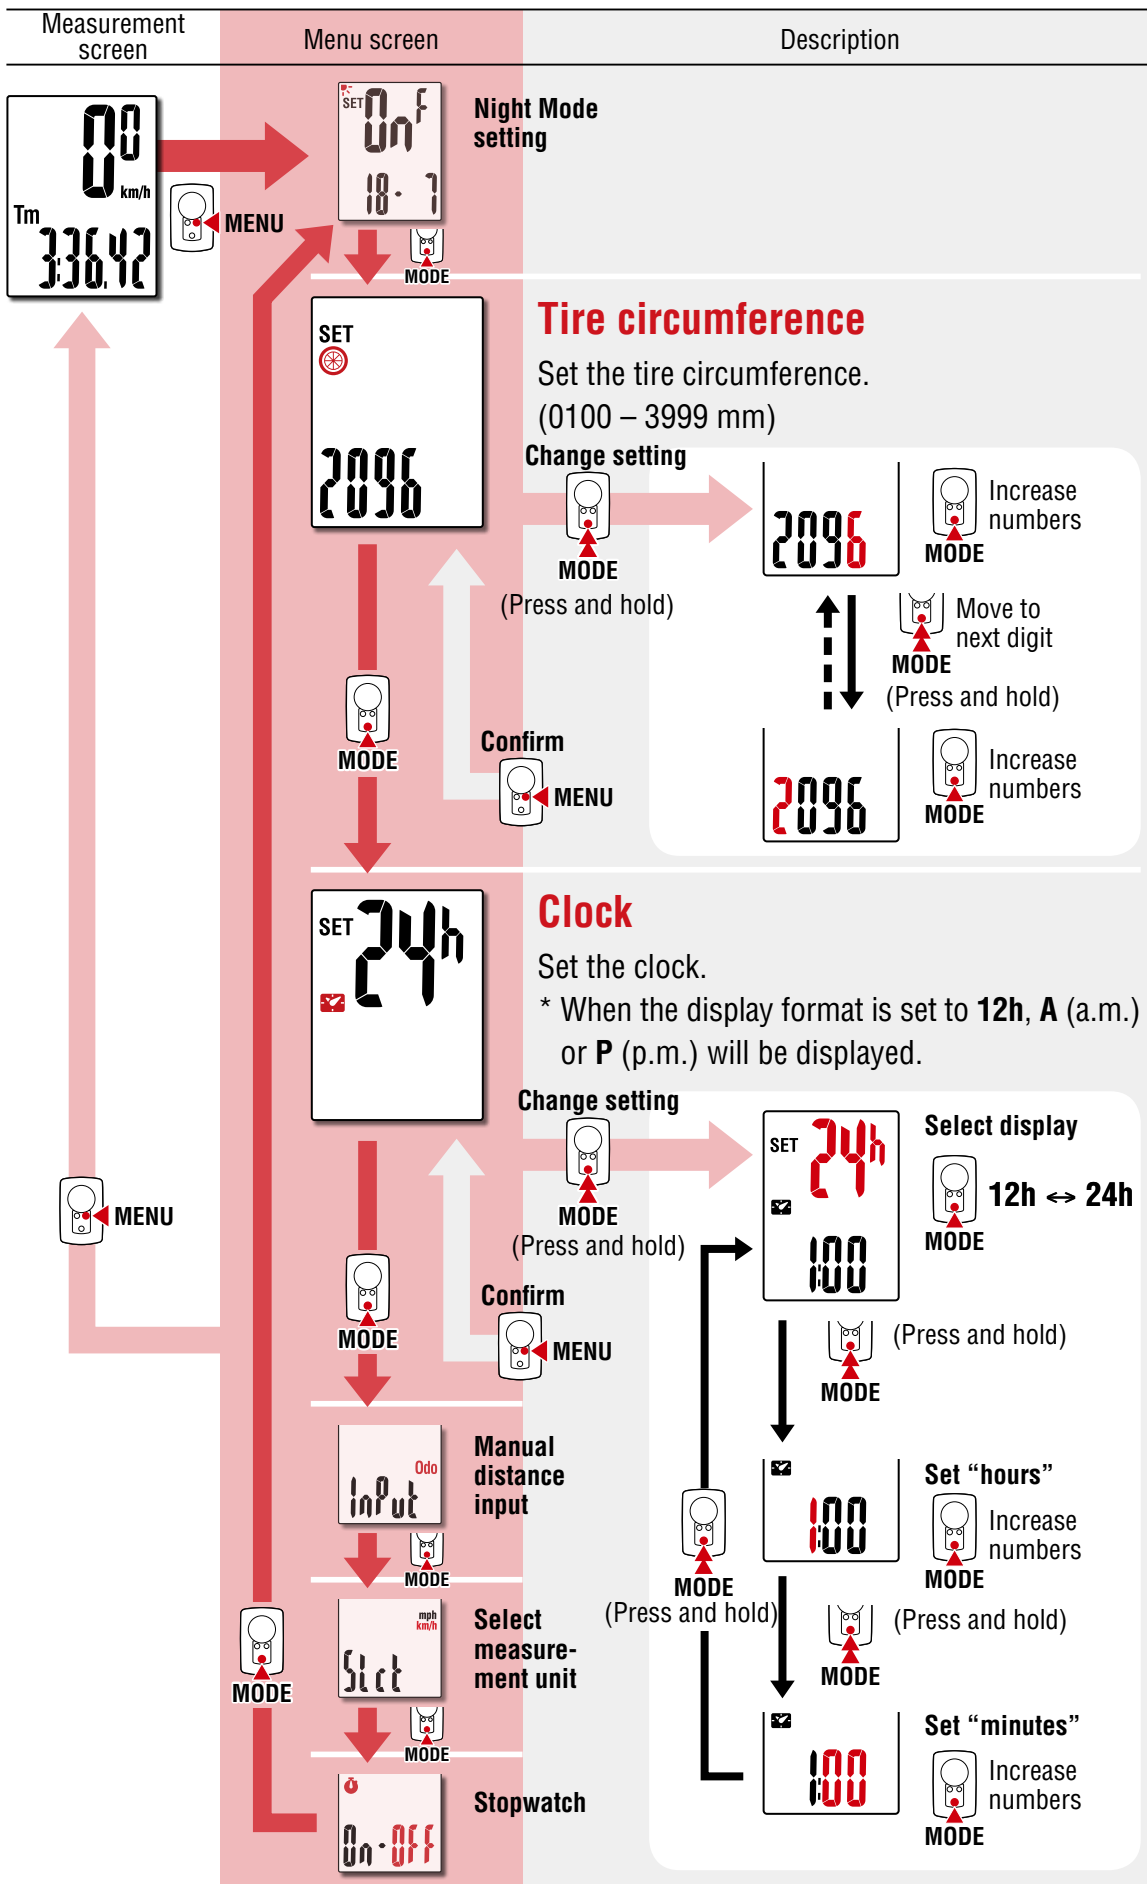 Measurement
screen
Menu screen
Description
00
km/h
Tm
3:36.42
MENU
SET
OnF
18· 7
Night Mode
setting
MODE
SET
2096
Tire circumference
Set the tire circumference.
(0100 – 3999 mm)
Change setting
MODE
(Press and hold)
2096
Increase
numbers
MODE
Move to
next digit
MODE
(Press and hold)
2096
Increase
numbers
MODE
MODE
Confirm
MENU
SET
24h
Clock
Set the clock.
* When the display format is set to 12h, A (a.m.)
or P (p.m.) will be displayed.
Change setting
MODE
(Press and hold)
SET
24h
1:00
Select display
12h ↔ 24h
MODE
(Press and hold)
MODE
MENU
MODE
Confirm
MENU
1:00
Set “hours”
Increase
numbers
MODE
MODE
(Press and hold)
(Press and hold)
MODE
1:00
Set “minutes”
Increase
numbers
MODE
Odo
InPut
Manual
distance
input
MODE
mph
km/h
Slct
Select
measure-
ment unit
MODE
MODE
On·OFF
Stopwatch